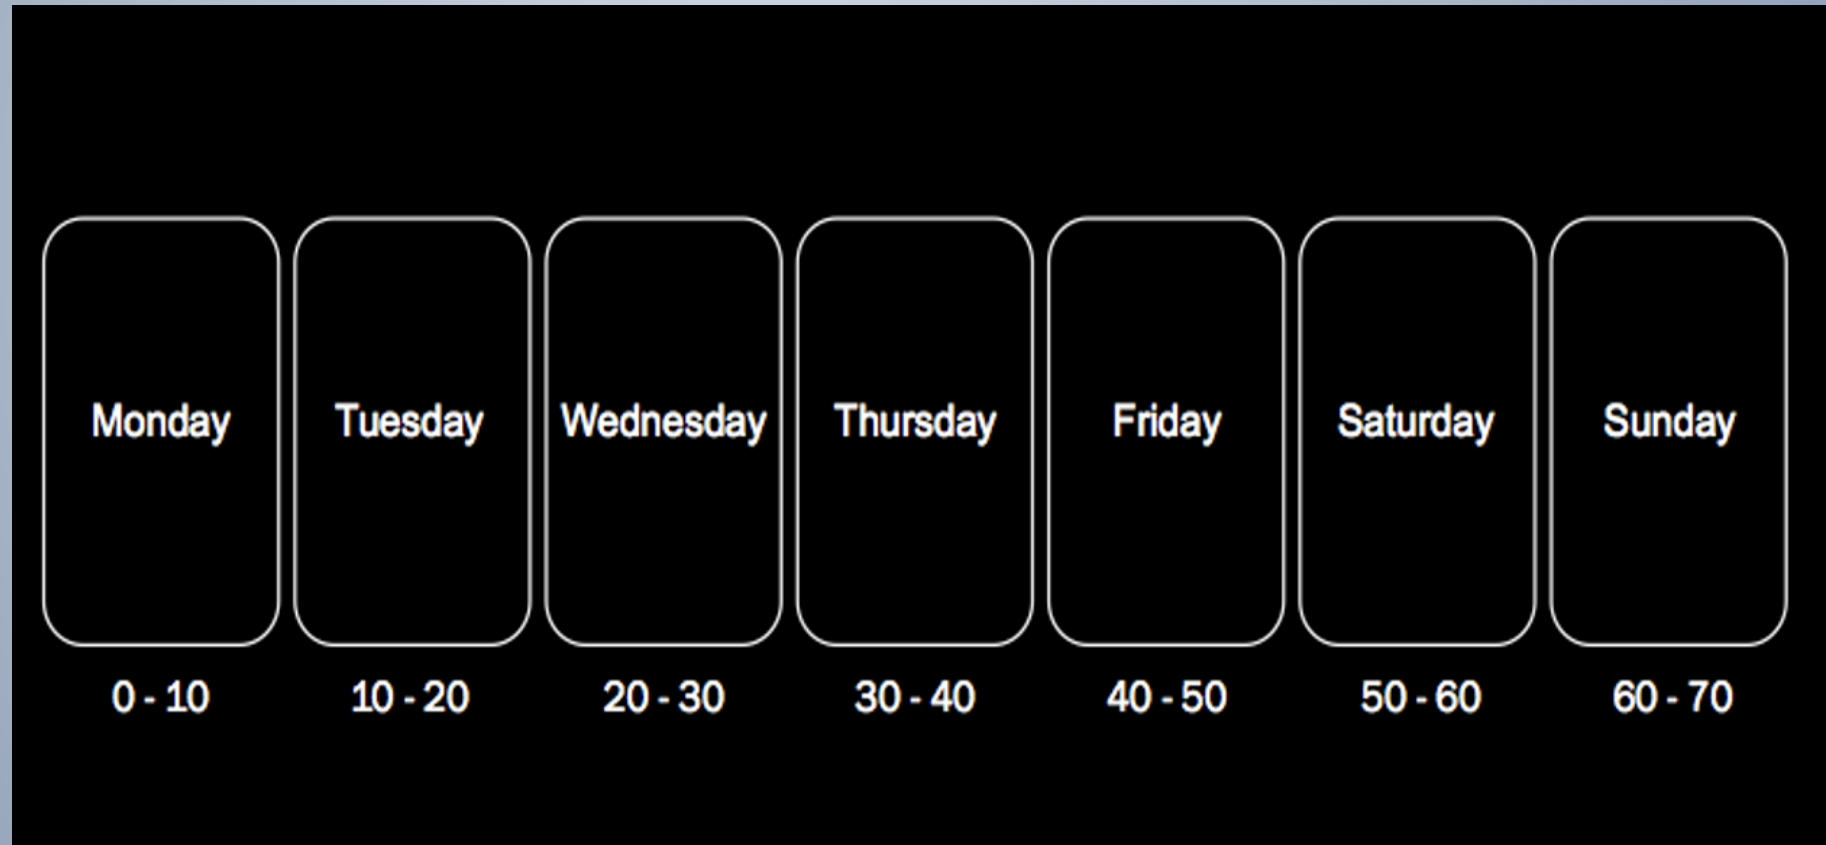 Monday Tuesday Wednesday Thursday Friday Saturday Sunday
0 - 10 10 - 20 20 - 30 30 - 40 40 - 50 50 - 60 60 - 70